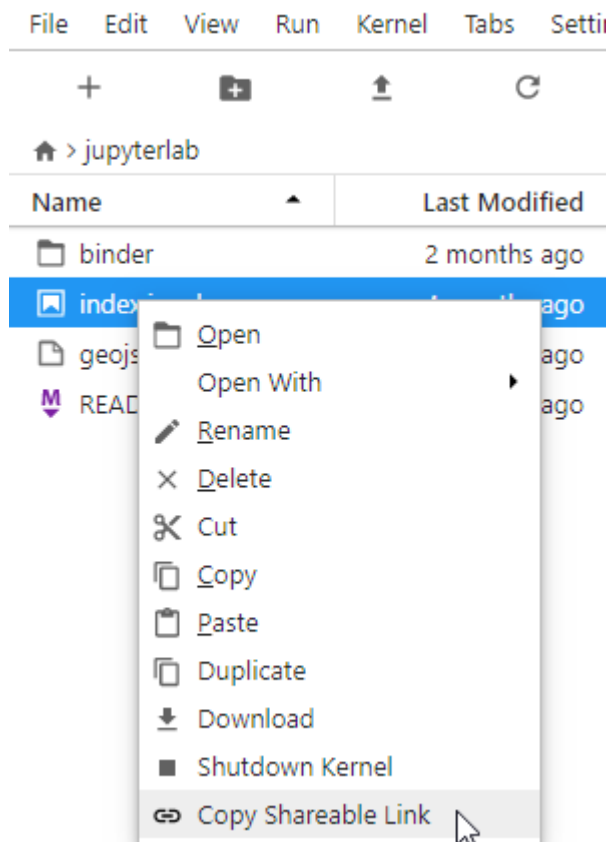 File Edit View Run Kernel Tabs
> jupyterlab
Name Last Modified
binder 2 months ago
ago
ago
ago
Open
Open With
Rename
Delete
Cut
Copy
Paste
Duplicate
Download
Shutdown Kernel
Copy Shareable Link